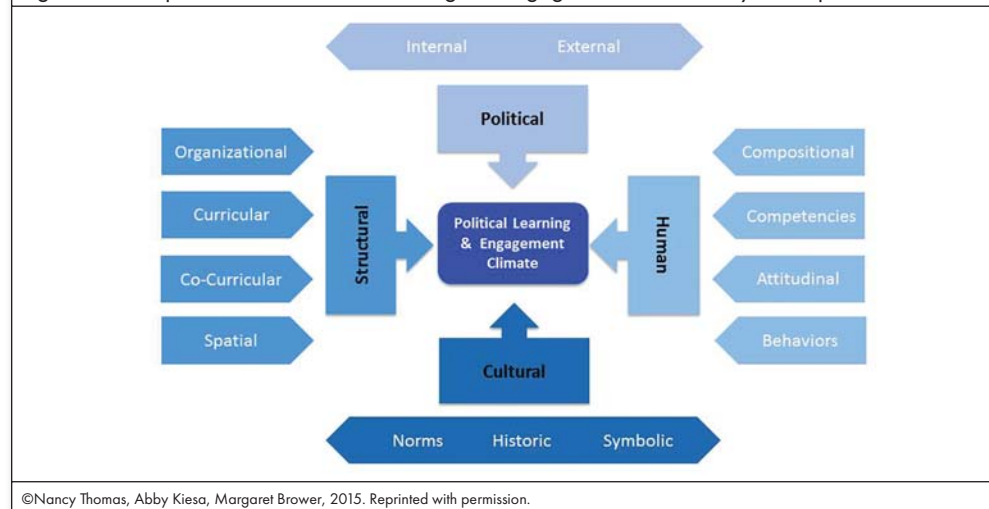 Internal External
Political
Organizational
Curricular
Co-Curricular
Spatial
Structural
Political Learning
& Engagement
Climate
Human
Compositional
Competencies
Attitudinal
Behaviors
Cultural
Norms Historic Symbolic
©Nancy Thomas, Abby Kiesa, Margaret Brower, 2015. Reprinted with permission.